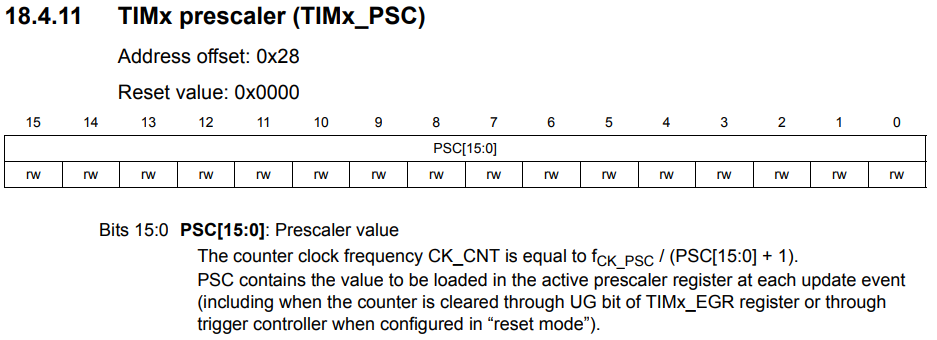 18.4.11 TIMx prescaler (TIMx_PSC)
Address offset: 0x28
Reset value: 0x0000
15 14 13 12 11 10 9 8 7 6 5 4 3 2 1 0
PSC[15:0]
rw rw rw rw rw rw rw rw rw rw rw rw rw rw rw rw
Bits 15:0 PSC[15:0]: Prescaler value
The counter clock frequency CK_CNT is equal to fCK_PSC / (PSC[15:0] + 1).
PSC contains the value to be loaded in the active prescaler register at each update event
(including when the counter is cleared through UG bit of TIMx_EGR register or through
trigger controller when configured in “reset mode”).